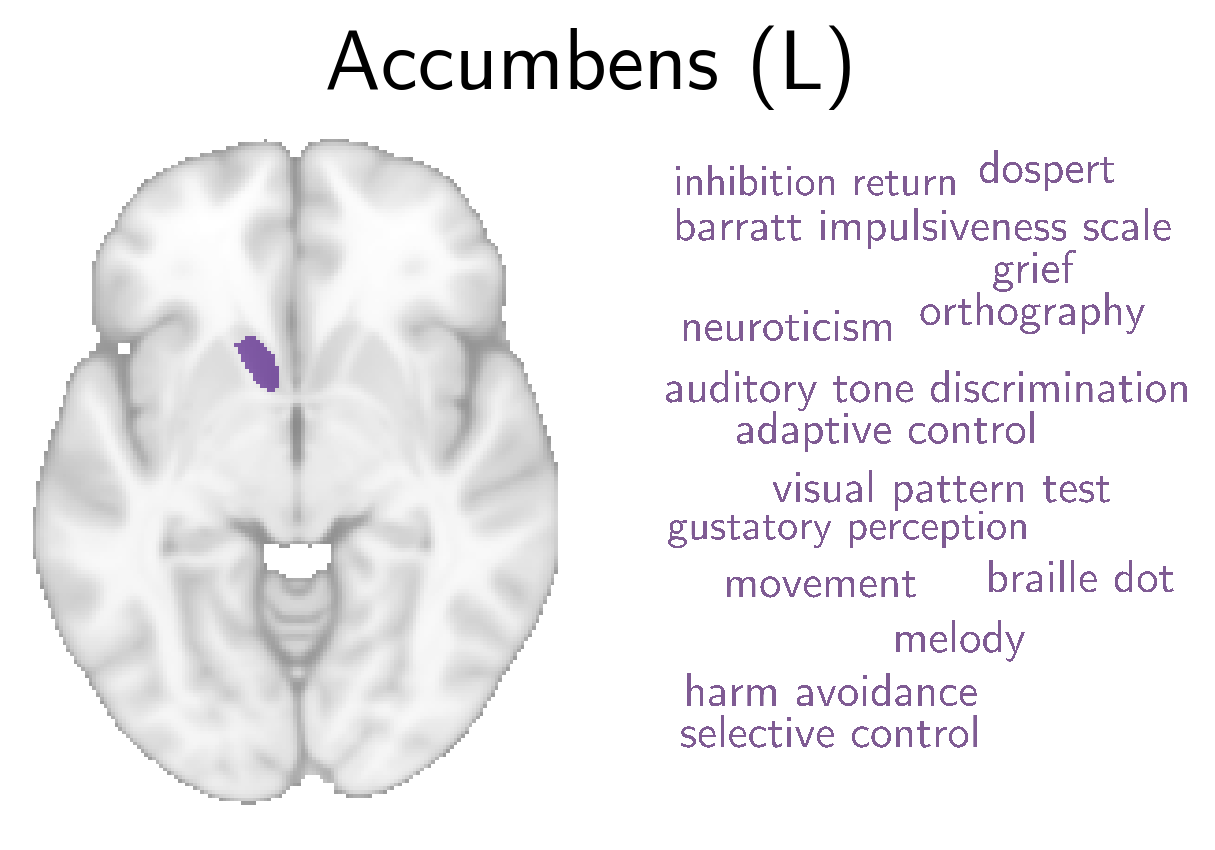 Accumbens (L)
inhibition return
dospert
barratt impulsiveness scale
grief
orthography
neuroticism
auditory tone discrimination
adaptive control
visual pattern test
gustatory perception
movement
braille dot
melody
harm avoidance
selective control